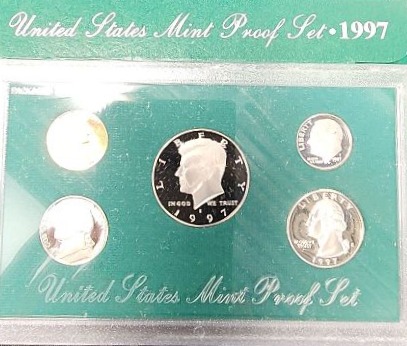 United States Mint Proof Set • 1997
LIBERTY
LIBERTY
IN GOD WE TRUST
1997
LIBERTY
1997
United States Mint Proof Set